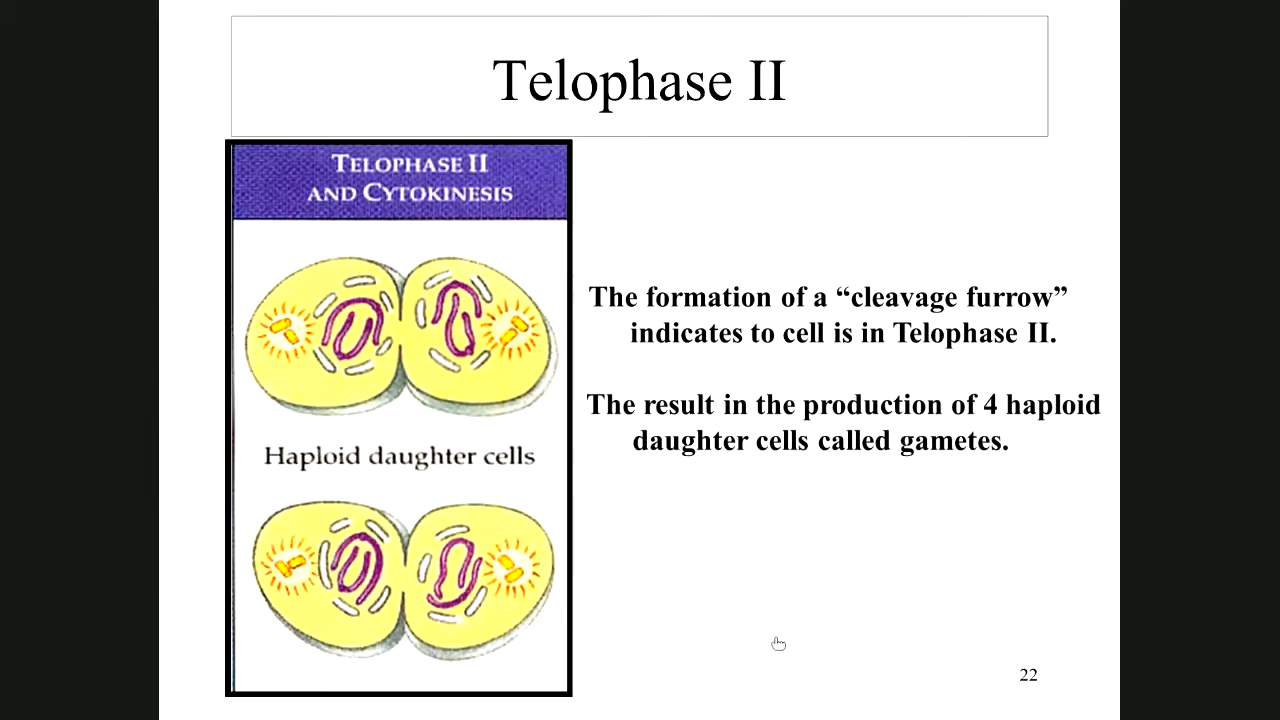 Telophase II
TELOPHASE II
AND CYTOKINESIS
The formation of a “cleavage furrow”
indicates to cell is in Telophase II.
The result in the production of 4 haploid
daughter cells called gametes.
Haploid daughter cells
22